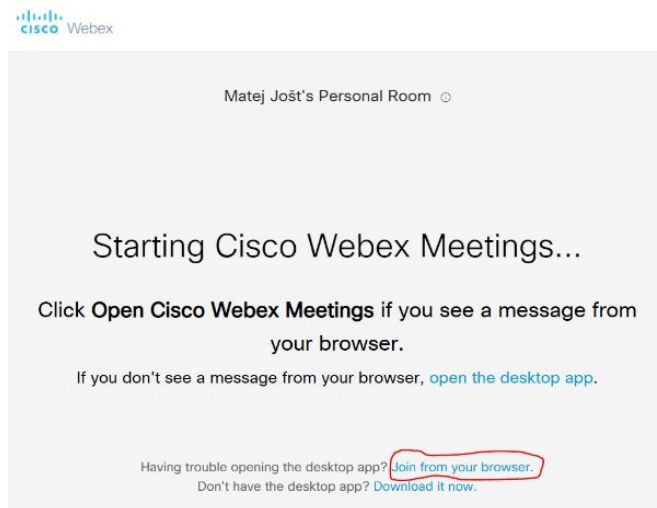 CISCO Webex
Matej Jošt's Personal Room
Starting Cisco Webex Meetings...
Click Open Cisco Webex Meetings if you see a message from
your browser.
If you don't see a message from your browser, open the desktop app.
Having trouble opening the desktop app? Join from your browser.
Don't have the desktop app? Download it now.